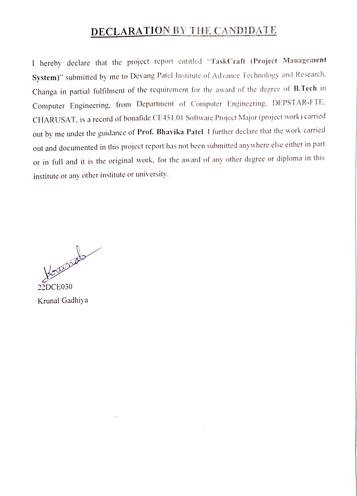 DECLARATION BY THE CANDIDATE
I hereby declare that the project report entitled "TaskCraft (Project Management
System)" submitted by me to Devang Patel Institute of Advance Technology and Research,
Changa in partial fulfilment of the requirement for the award of the degree of B.Tech in
Computer Engineering, from Department of Computer Engineering, DEPSTAR-FTE,
CHARUSAT, is a record of bonafide CE451.01 Software Project Major (project work) carried
out by me under the guidance of Prof. Bhavika Patel. I further declare that the work carried
out and documented in this project report has not been submitted anywhere else either in part
or in full and it is the original work, for the award of any other degree or diploma in this
institute or any other institute or university.
Krunal
22DCE030
Krunal Gadhiya